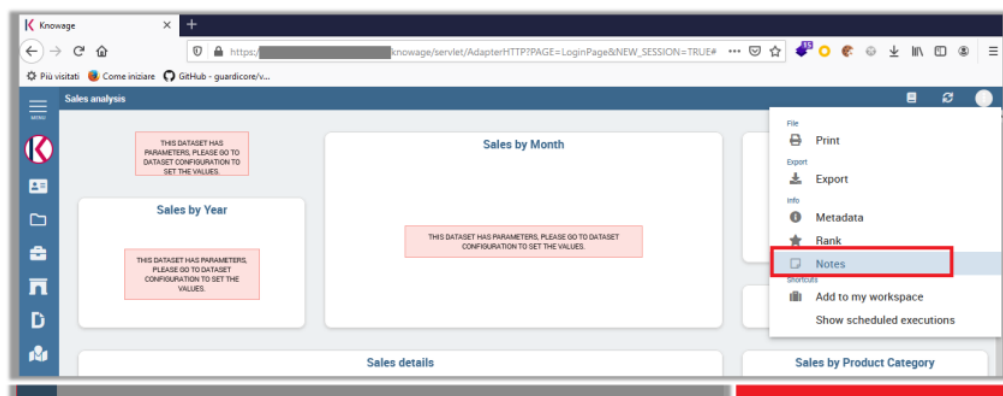 Knowage
https:/ knowage/servlet/AdapterHTTP?PAGE=LoginPage&NEW_SESSION=TRUE#
Più visitati Come iniziare GitHub - guardicore/v...
MENU
Sales analysis
THIS DATASET HAS
PARAMETERS, PLEASE GO TO
DATASET CONFIGURATION TO
SET THE VALUES.
Sales by Year
THIS DATASET HAS PARAMETERS,
PLEASE GO TO DATASET
CONFIGURATION TO SET THE
VALUES.
Sales by Month
THIS DATASET HAS PARAMETERS, PLEASE GO TO DATASET
CONFIGURATION TO SET THE VALUES.
File
Print
Export
Export
Info
Metadata
Rank
Notes
Shortcuts
Add to my workspace
Show scheduled executions
Sales details
Sales by Product Category